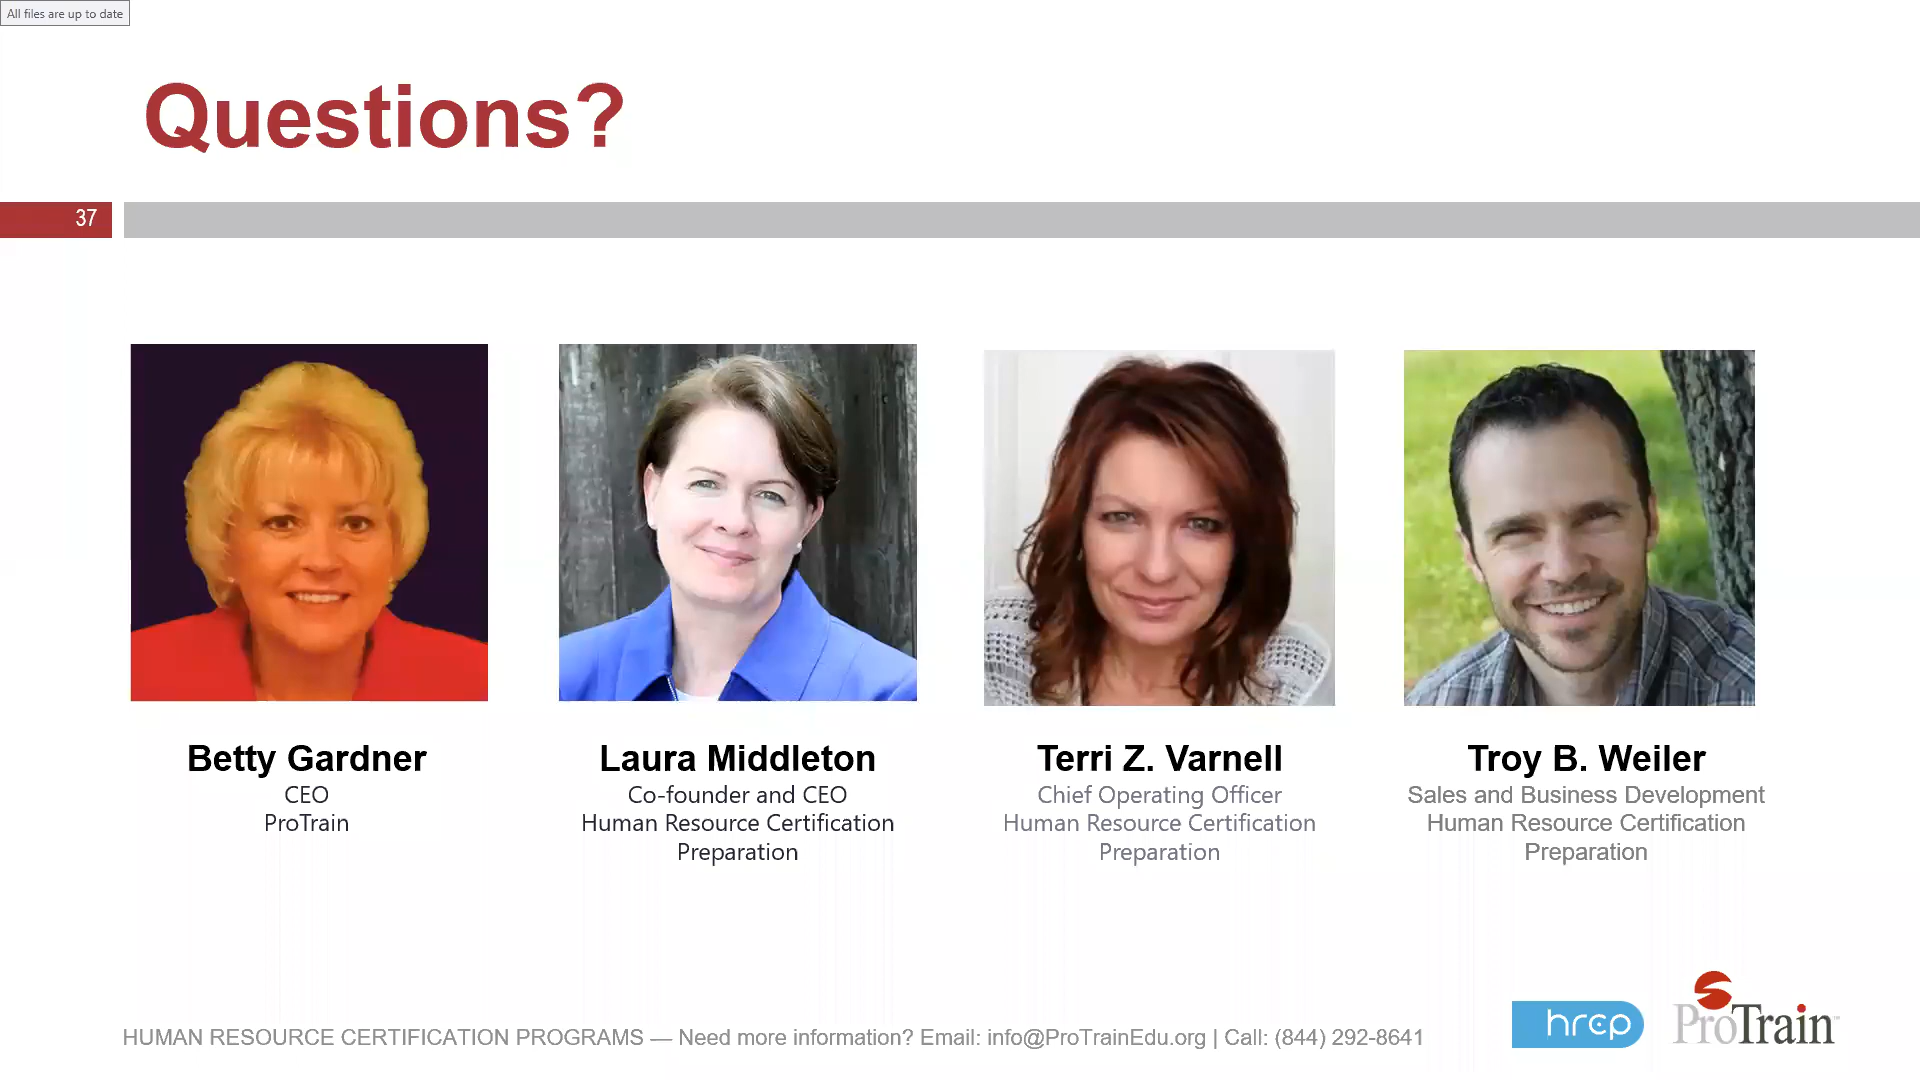 All files are up to date
Questions?
37
Betty Gardner
CEO
ProTrain
Laura Middleton
Co-founder and CEO
Human Resource Certification
Preparation
Terri Z. Varnell
Chief Operating Officer
Human Resource Certification
Preparation
Troy B. Weiler
Sales and Business Development
Human Resource Certification
Preparation
HUMAN RESOURCE CERTIFICATION PROGRAMS — Need more information? Email: info@ProTrainEdu.org | Call: (844) 292-8641
hrcp
ProTrain™